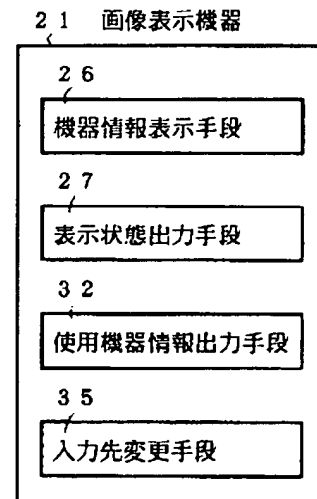 21 画像表示機器
26
機器情報表示手段
27
表示状態出力手段
32
使用機器情報出力手段
35
入力先変更手段